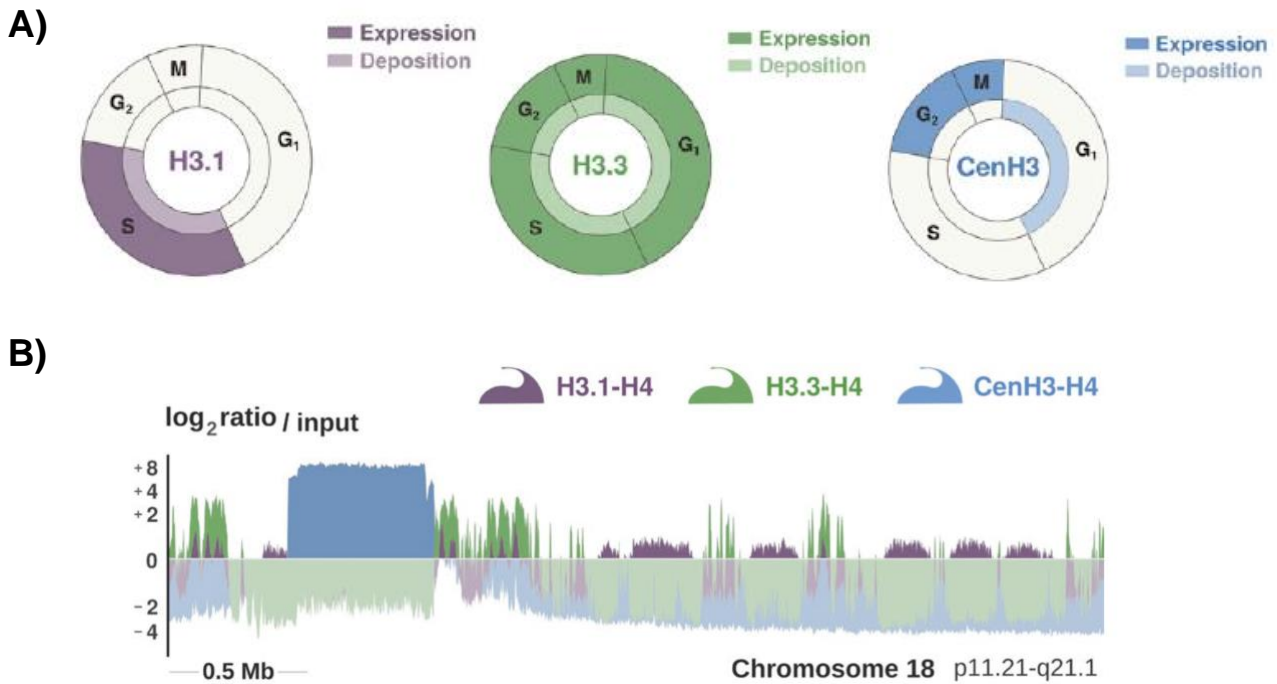 A)
Expression
Deposition
M
G₂
G₁
H3.1
S
Expression
Deposition
M
G₂
G₁
H3.3
S
Expression
Deposition
M
G₂
G₁
CenH3
S
B)
H3.1-H4 H3.3-H4 CenH3-H4
log₂ratio / input
+8
+4
+2
0
-2
-4
0.5 Mb
Chromosome 18 p11.21-q21.1